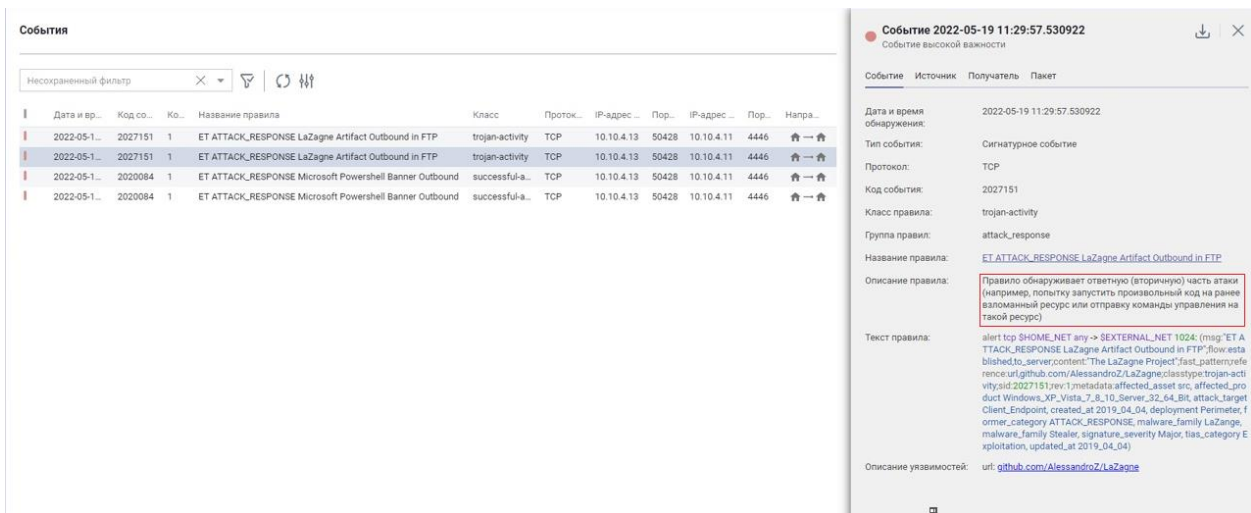 События
Событие 2022-05-19 11:29:57.530922
Событие высокой важности
Несохраненный фильтр
Событие Источник Получатель Пакет
Дата и вр... Код со... Ко... Название правила Класс Проток... IP-адрес ... Пор... IP-адрес ... Пор... Напра...
2022-05-1... 2027151 1 ET ATTACK_RESPONSE LaZagne Artifact Outbound in FTP trojan-activity TCP 10.10.4.13 50428 10.10.4.11 4446
2022-05-1... 2027151 1 ET ATTACK_RESPONSE LaZagne Artifact Outbound in FTP trojan-activity TCP 10.10.4.13 50428 10.10.4.11 4446
2022-05-1... 2020084 1 ET ATTACK_RESPONSE Microsoft Powershell Banner Outbound successful-a... TCP 10.10.4.13 50428 10.10.4.11 4446
2022-05-1... 2020084 1 ET ATTACK_RESPONSE Microsoft Powershell Banner Outbound successful-a... TCP 10.10.4.13 50428 10.10.4.11 4446
Дата и время
обнаружения:
2022-05-19 11:29:57.530922
Тип события: Сигнатурное событие
Протокол: TCP
Код события: 2027151
Класс правила: trojan-activity
Группа правил: attack_response
Название правила: ET ATTACK_RESPONSE LaZagne Artifact Outbound in FTP
Описание правила: Правило обнаруживает ответную (вторичную) часть атаки
(например, попытку запустить произвольный код на ранее
взломанный ресурс или отправку команды управления на
такой ресурс)
Текст правила: alert tcp $HOME_NET any -> $EXTERNAL_NET 1024: (msg:"ET A
TTACK_RESPONSE LaZagne Artifact Outbound in FTP";flow:esta
blished,to_server;content:"The LaZagne Project";fast_pattern;refe
rence:url,github.com/AlessandroZ/LaZagne;classtype:trojan-acti
vity;sid:2027151;rev:1;metadata:affected_asset src, affected_pro
duct Windows_XP_Vista_7_8_10_Server_32_64_Bit, attack_target
Client_Endpoint, created_at 2019_04_04, deployment Perimeter, f
ormer_category ATTACK_RESPONSE, malware_family LaZange,
malware_family Stealer, signature_severity Major, tias_category E
xploitation, updated_at 2019_04_04)
Описание уязвимостей: url: github.com/AlessandroZ/LaZagne